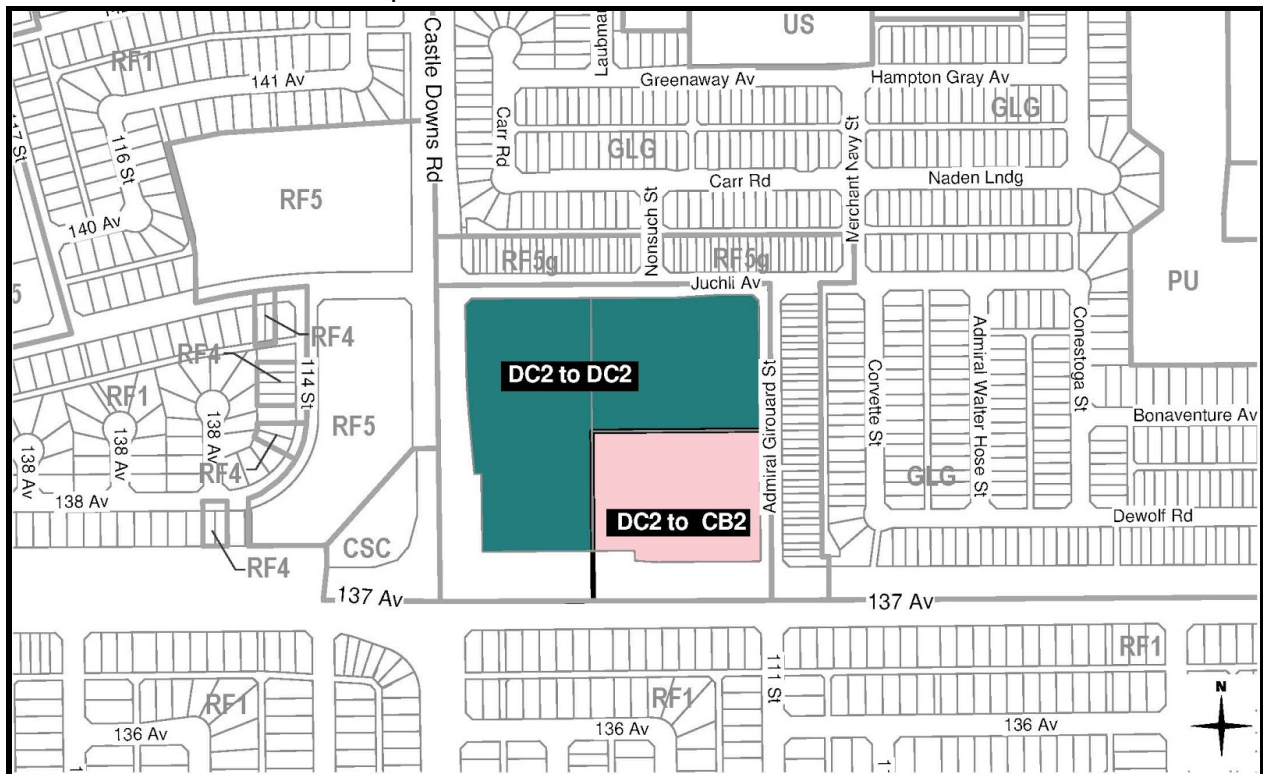 RF1
141 Av
116 St
117 St
140 Av
RF5
5
Castle Downs Rd
Carr Rd
Laubman
US
Greenaway Av
Hampton Gray Av
GLG
GLG
Carr Rd
Naden Lndg
Nonsuch St
Merchant Navy St
RF5g
RF5g
Juchli Av
PU
RF4
RF4
RF1
114 St
RF5
138 Av
138 Av
138 Av
RF4
138 Av
RF4
CSC
DC2 to DC2
DC2 to CB2
Admiral Girouard St
Corvette St
Admiral Walter Hose St
Conestoga St
Bonaventure Av
GLG
Dewolf Rd
137 Av
137 Av
RF1
RF1
RF1
111 St
136 Av
136 Av
136 Av
N